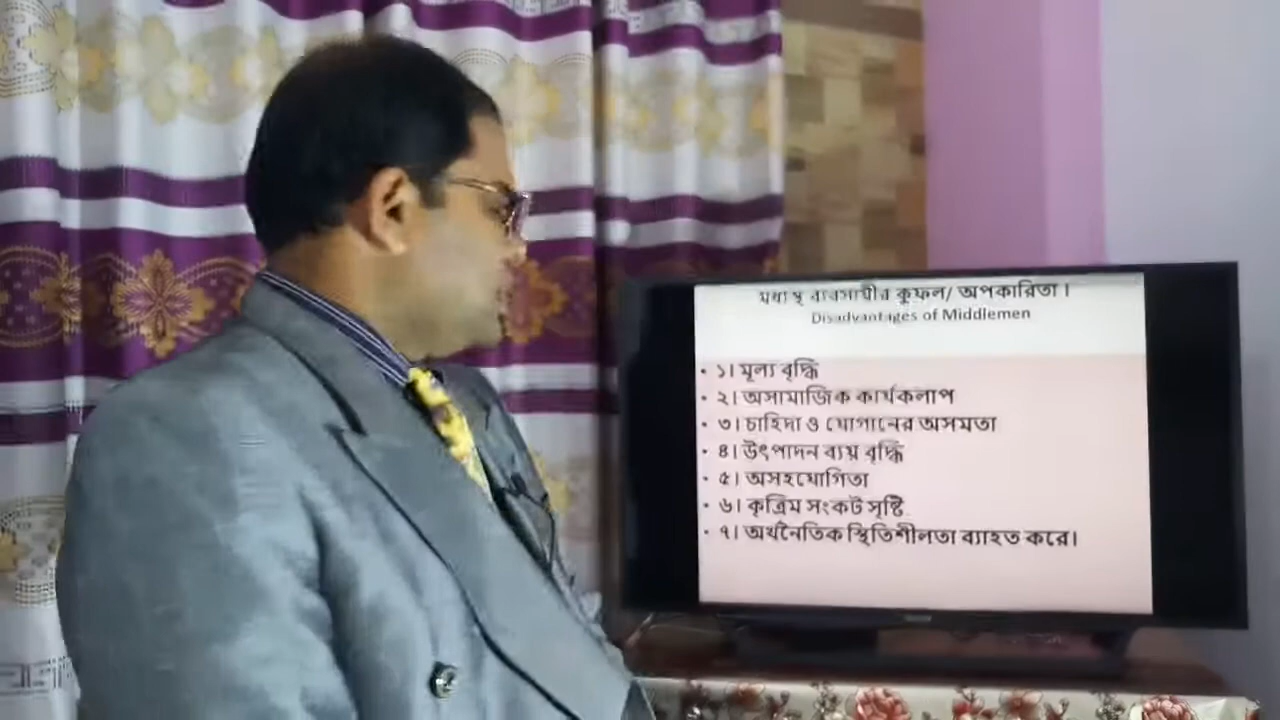 মধ্যস্থ ব্যবসায়ীর কুফল/ অপকারিতা ।
Disadvantages of Middlemen
• ১। মূল্য বৃদ্ধি
• ২। অসামাজিক কার্যকলাপ
• ৩। চাহিদা ও যোগানের অসমতা
• ৪। উৎপাদন ব্যয় বৃদ্ধি
• ৫। অসহযোগিতা
• ৬। কৃত্রিম সংকট সৃষ্টি
• ৭। অর্থনৈতিক স্থিতিশীলতা ব্যাহত করে।